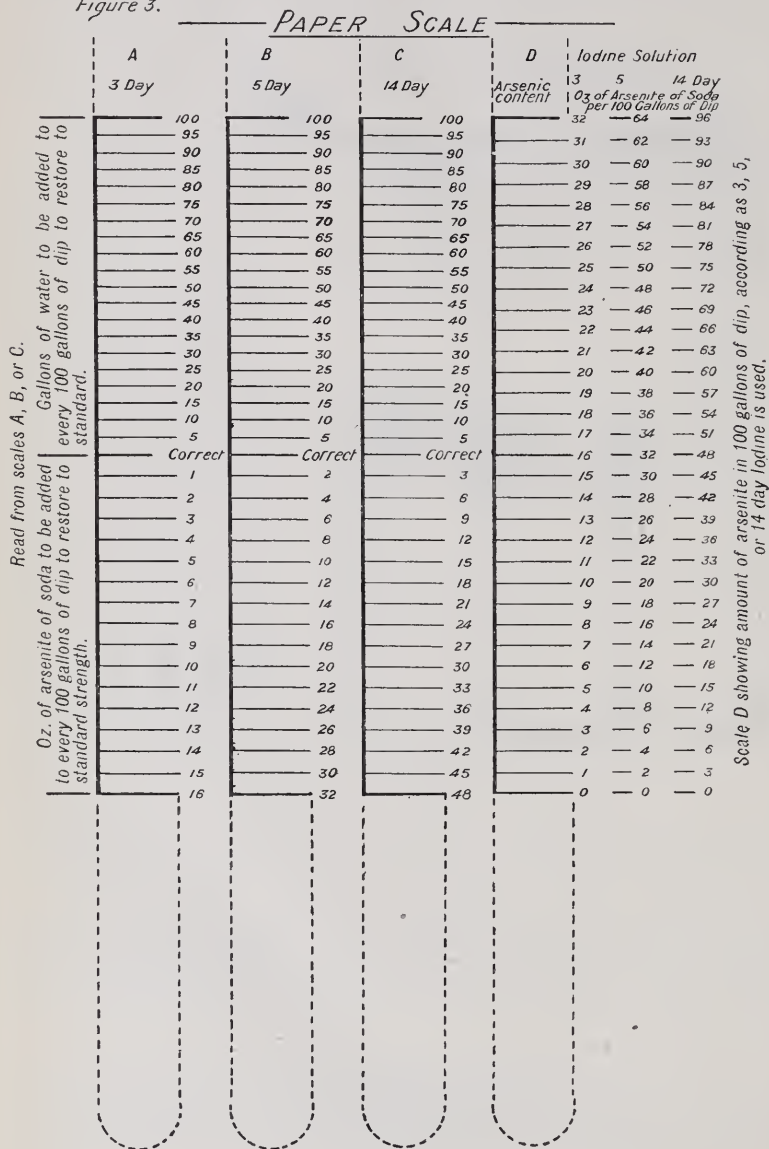 Figure 3.
PAPER SCALE
A B C D Iodine Solution
3 Day 5 Day 14 Day Arsenic content 3 5 14 Day
Oz of Arsenite of Soda
per 100 Gallons of Dip
100 100 100 32 — 64 — 96
95 95 95 31 — 62 — 93
90 90 90 30 — 60 — 90
85 85 85 29 — 58 — 87
80 80 80 28 — 56 — 84
75 75 75 27 — 54 — 81
70 70 70 26 — 52 — 78
65 65 65 25 — 50 — 75
60 60 60 24 — 48 — 72
55 55 55 23 — 46 — 69
50 50 50 22 — 44 — 66
45 45 45 21 — 42 — 63
40 40 40 20 — 40 — 60
35 35 35 19 — 38 — 57
30 30 30 18 — 36 — 54
25 25 25 17 — 34 — 51
20 20 20
15 15 15
10 10 10
5 5 5
Correct Correct Correct 16 — 32 — 48
1 2 3 15 — 30 — 45
2 4 6 14 — 28 — 42
3 6 9 13 — 26 — 39
4 8 12 12 — 24 — 36
5 10 15 11 — 22 — 33
6 12 18 10 — 20 — 30
7 14 21 9 — 18 — 27
8 16 24 8 — 16 — 24
9 18 27 7 — 14 — 21
10 20 30 6 — 12 — 18
11 22 33 5 — 10 — 15
12 24 36 4 — 8 — 12
13 26 39 3 — 6 — 9
14 28 42 2 — 4 — 6
15 30 45 1 — 2 — 3
16 32 48 0 — 0 — 0
Read from scales A, B, or C.
Gallons of water to be added to
every 100 gallons of dip to restore to
standard.
Oz. of arsenite of soda to be added
to every 100 gallons of dip to restore to
standard strength.
Scale D showing amount of arsenite in 100 gallons of dip, according as 3, 5,
or 14 day Iodine is used.